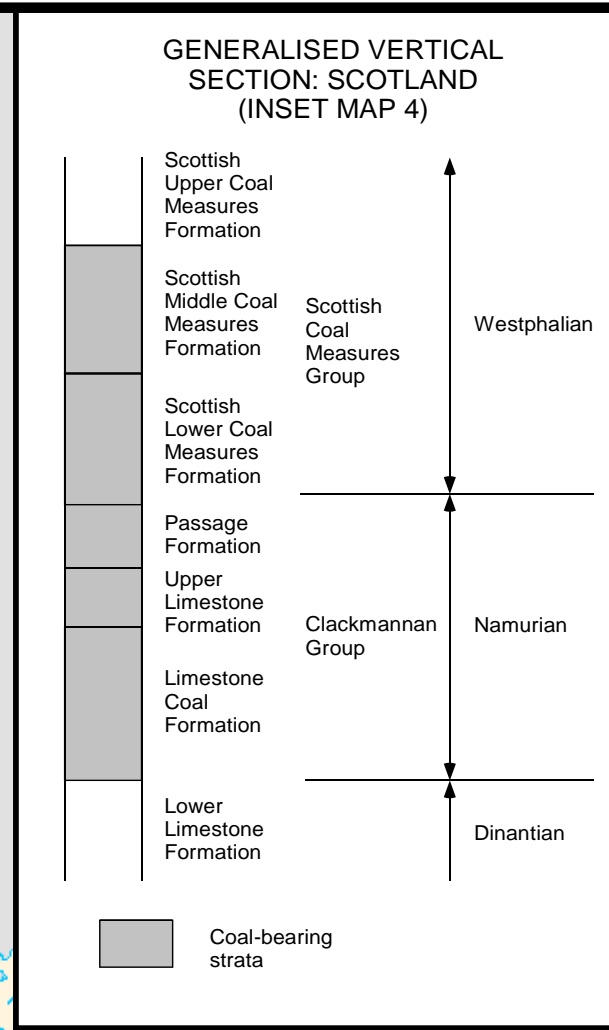 GENERALISED VERTICAL
SECTION: SCOTLAND
(INSET MAP 4)
Scottish
Upper Coal
Measures
Formation
Scottish
Middle Coal
Measures
Formation
Scottish
Lower Coal
Measures
Formation
Passage
Formation
Upper
Limestone
Formation
Limestone
Coal
Formation
Lower
Limestone
Formation
Scottish
Coal
Measures
Group
Clackmannan
Group
Westphalian
Namurian
Dinantian
Coal-bearing
strata